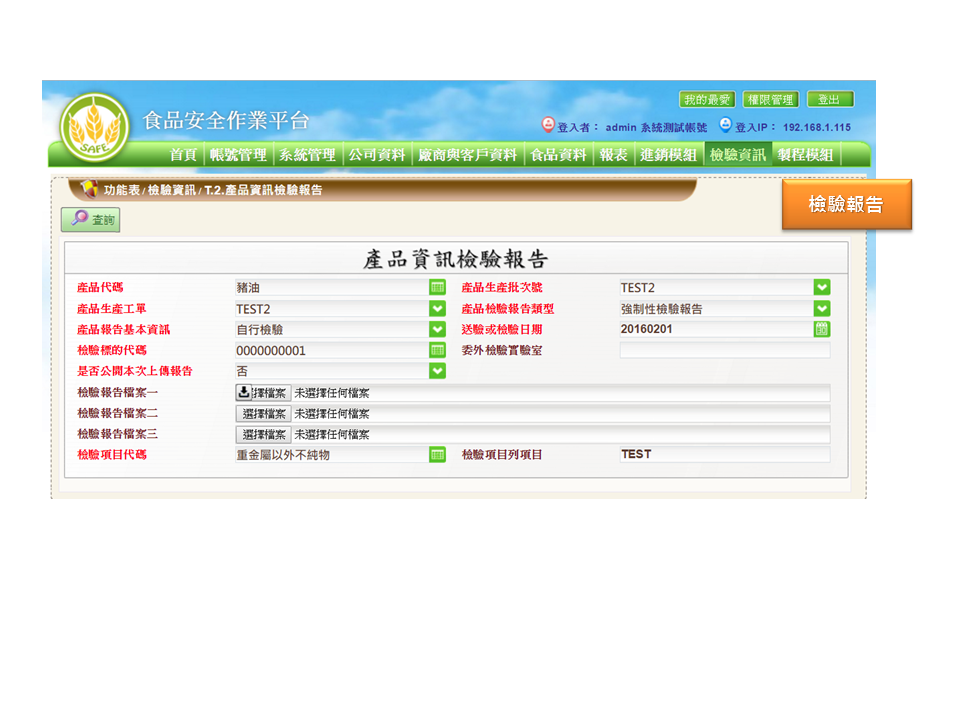 我的最愛 權限管理 登出
食品安全作業平台
登入者： admin 系統測試帳號 登入IP： 192.168.1.115
SAFE
首頁 帳號管理 系統管理 公司資料 廠商與客戶資料 食品資料 報表 進銷模組 檢驗資訊 製程模組
功能表/檢驗資訊/T.2.產品資訊檢驗報告
檢驗報告
查詢
產品資訊檢驗報告
產品代碼 豬油 產品生產批次號 TEST2
產品生產工單 TEST2 產品檢驗報告類型 強制性檢驗報告
產品報告基本資訊 自行檢驗 送驗或檢驗日期 20160201
檢驗標的代碼 0000000001 委外檢驗實驗室
是否公開本次上傳報告 否
檢驗報告檔案一 擇檔案 未選擇任何檔案
檢驗報告檔案二 選擇檔案 未選擇任何檔案
檢驗報告檔案三 選擇檔案 未選擇任何檔案
檢驗項目代碼 重金屬以外不純物 檢驗項目列項目 TEST